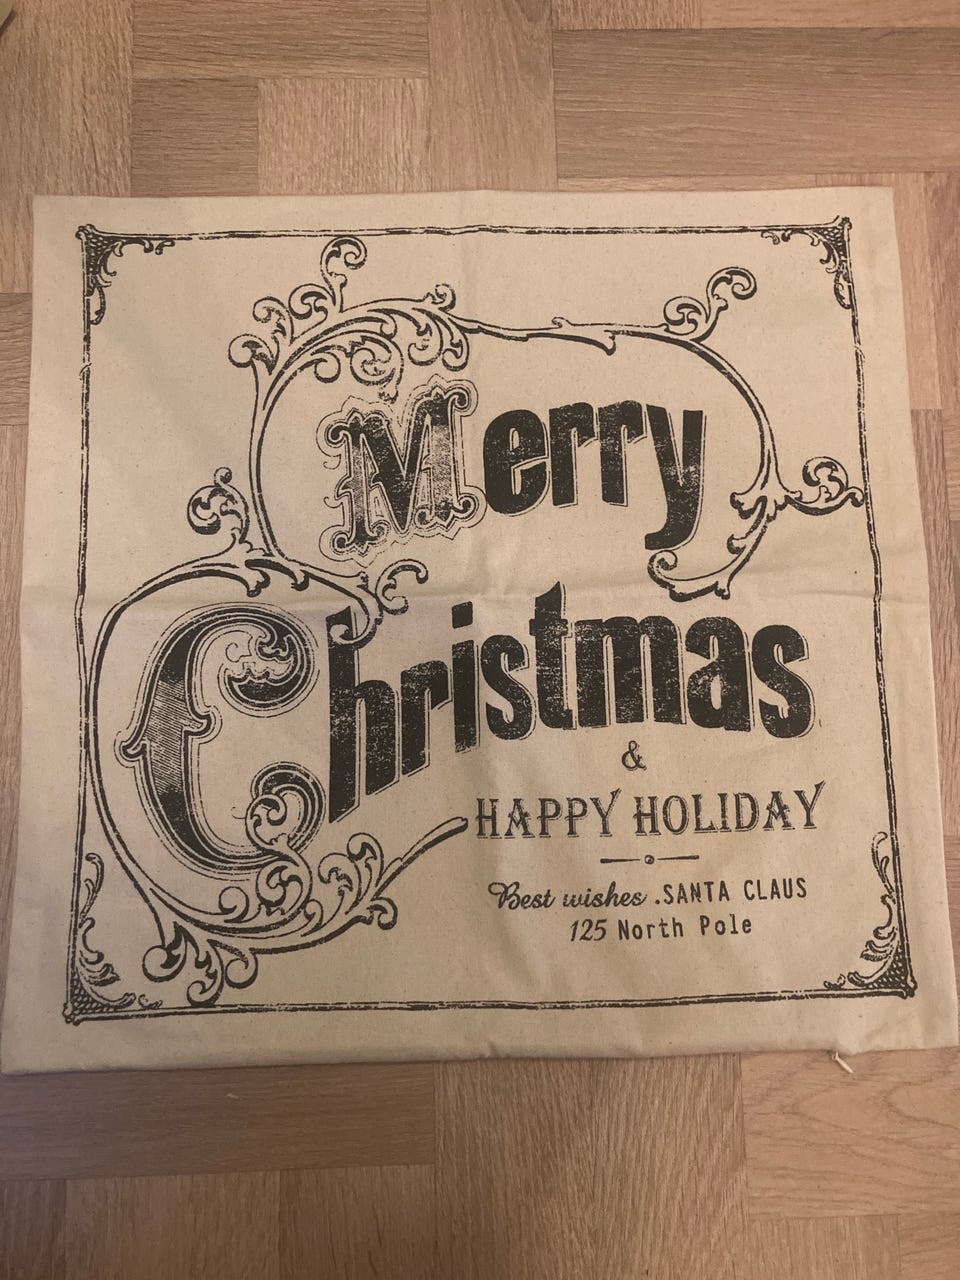 Merry
Christmas
&
HAPPY HOLIDAY
Best wishes .SANTA CLAUS
125 North Pole